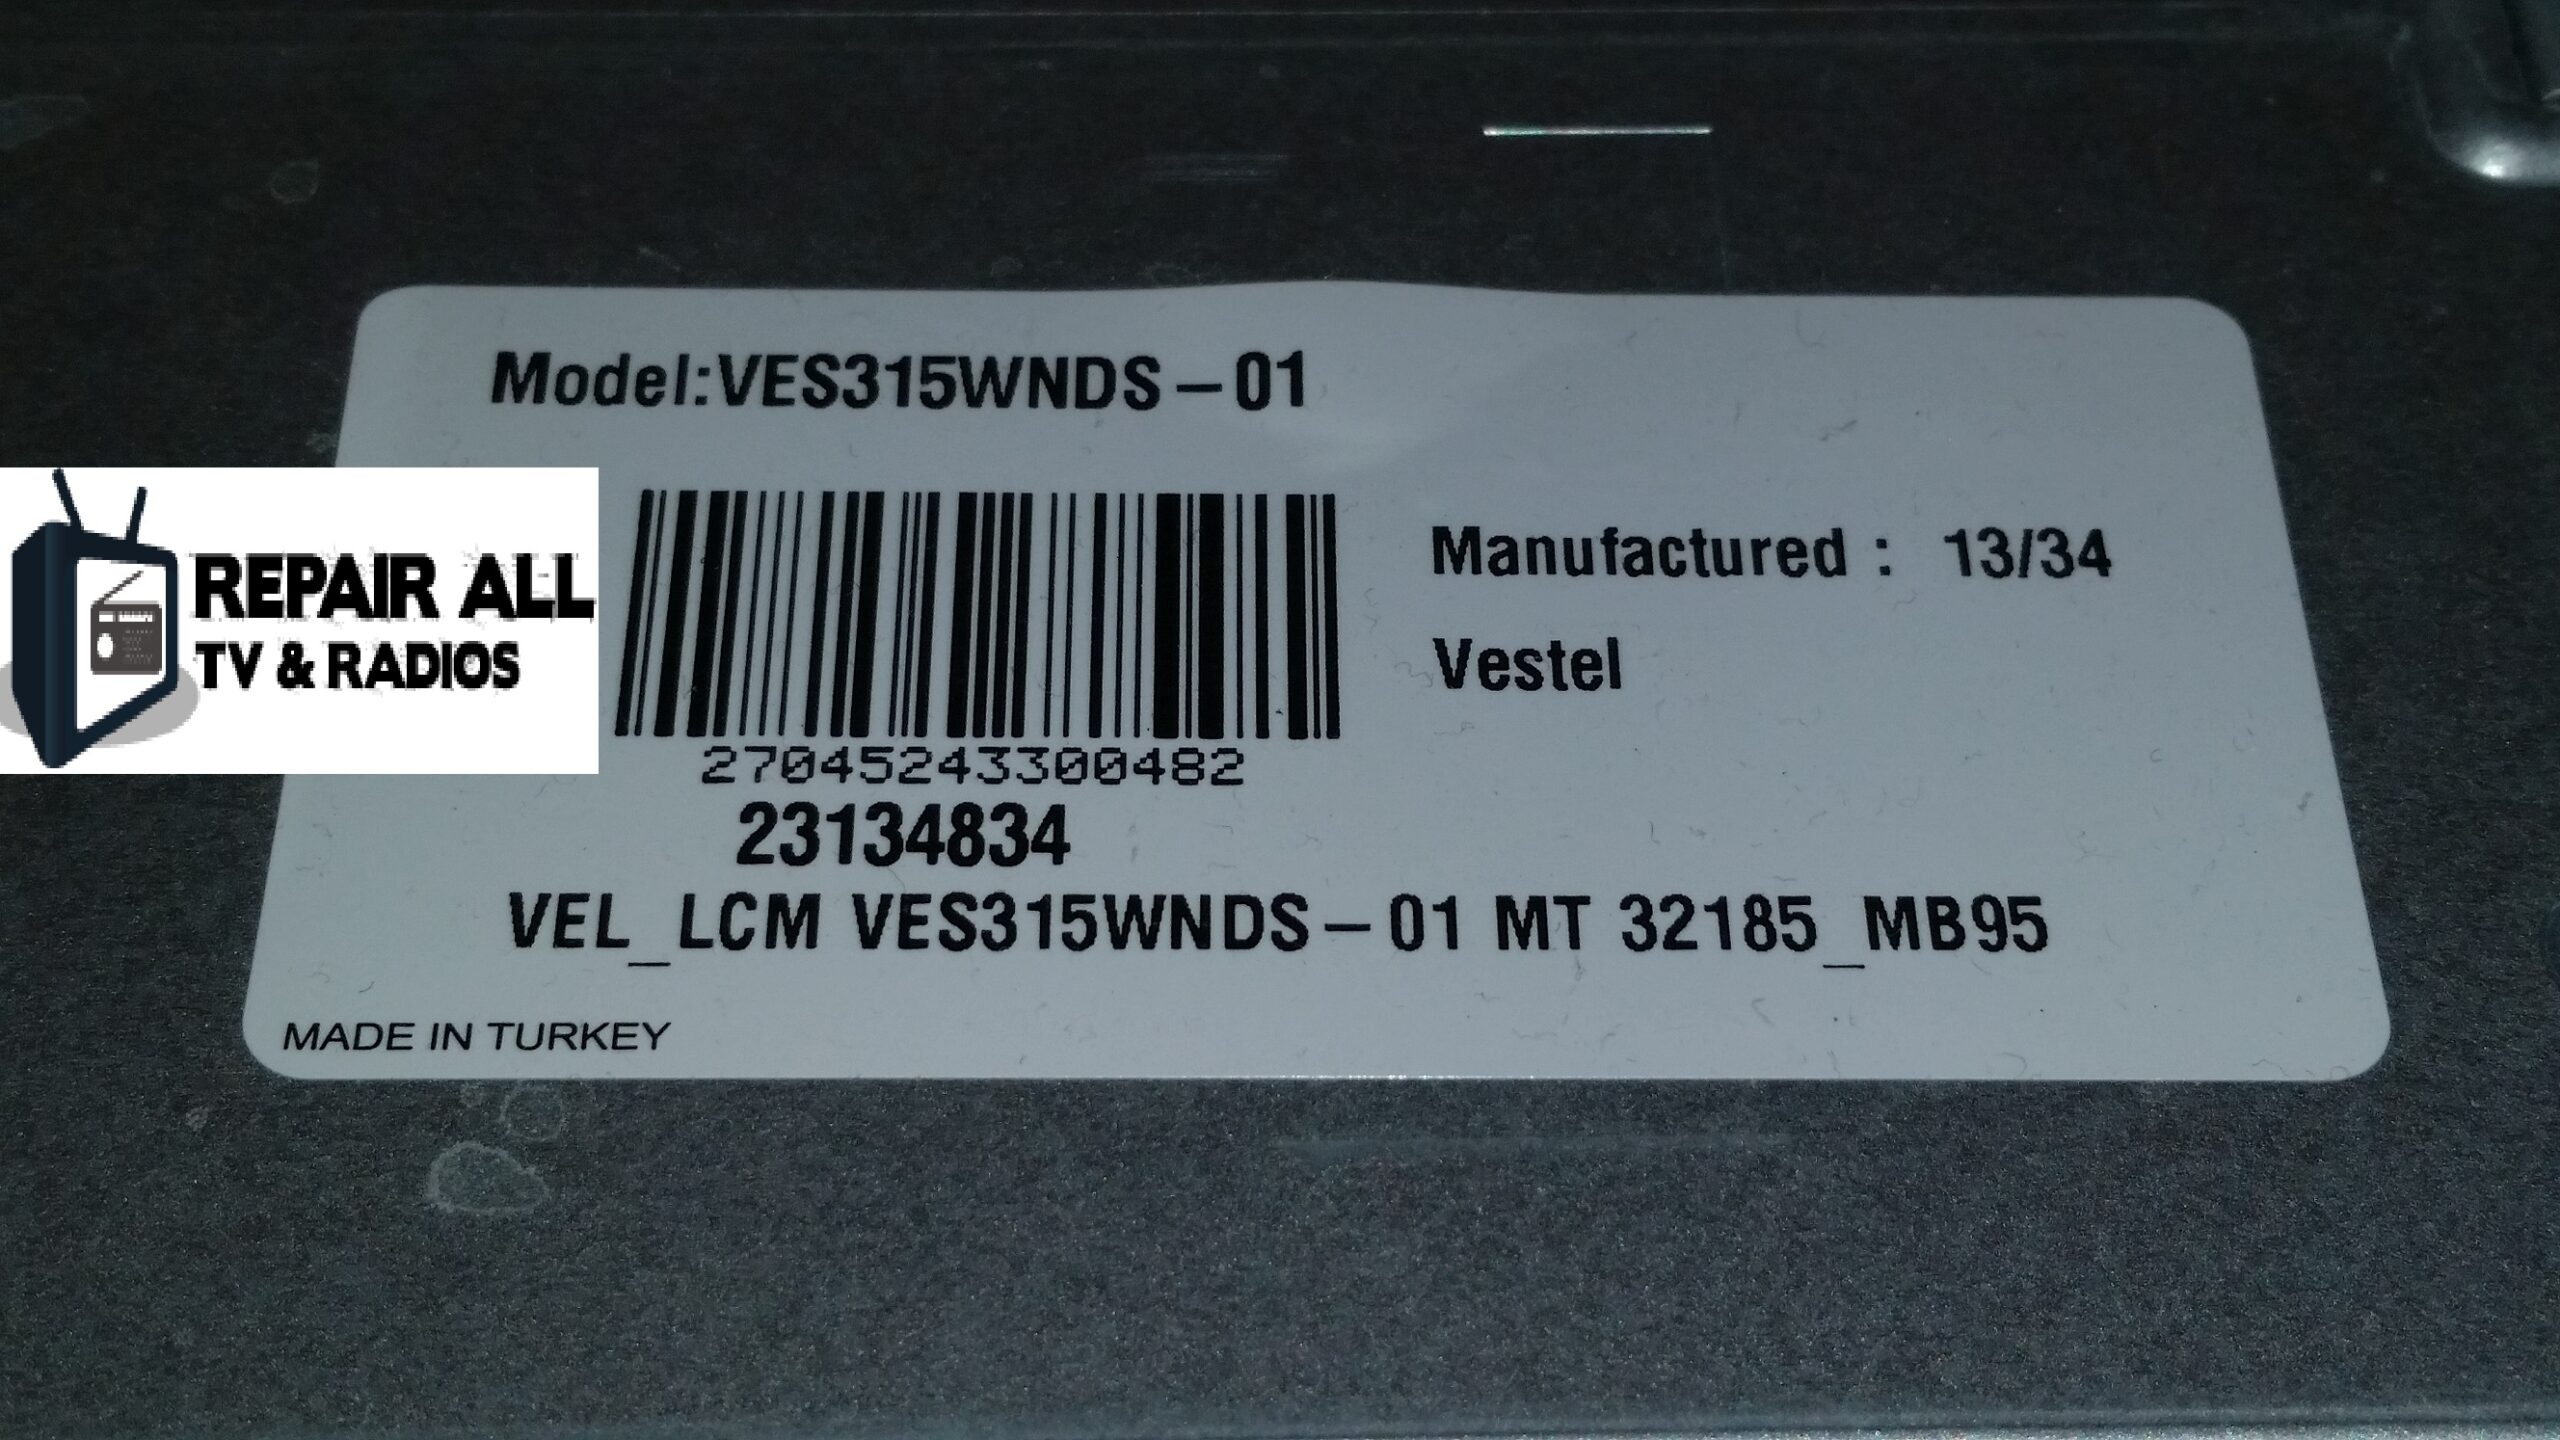 Model:VES315WNDS-01
REPAIR ALL
TV & RADIOS
Manufactured : 13/34
Vestel
27045243300482
23134834
VEL_LCM VES315WNDS-01 MT 32185_MB95
MADE IN TURKEY